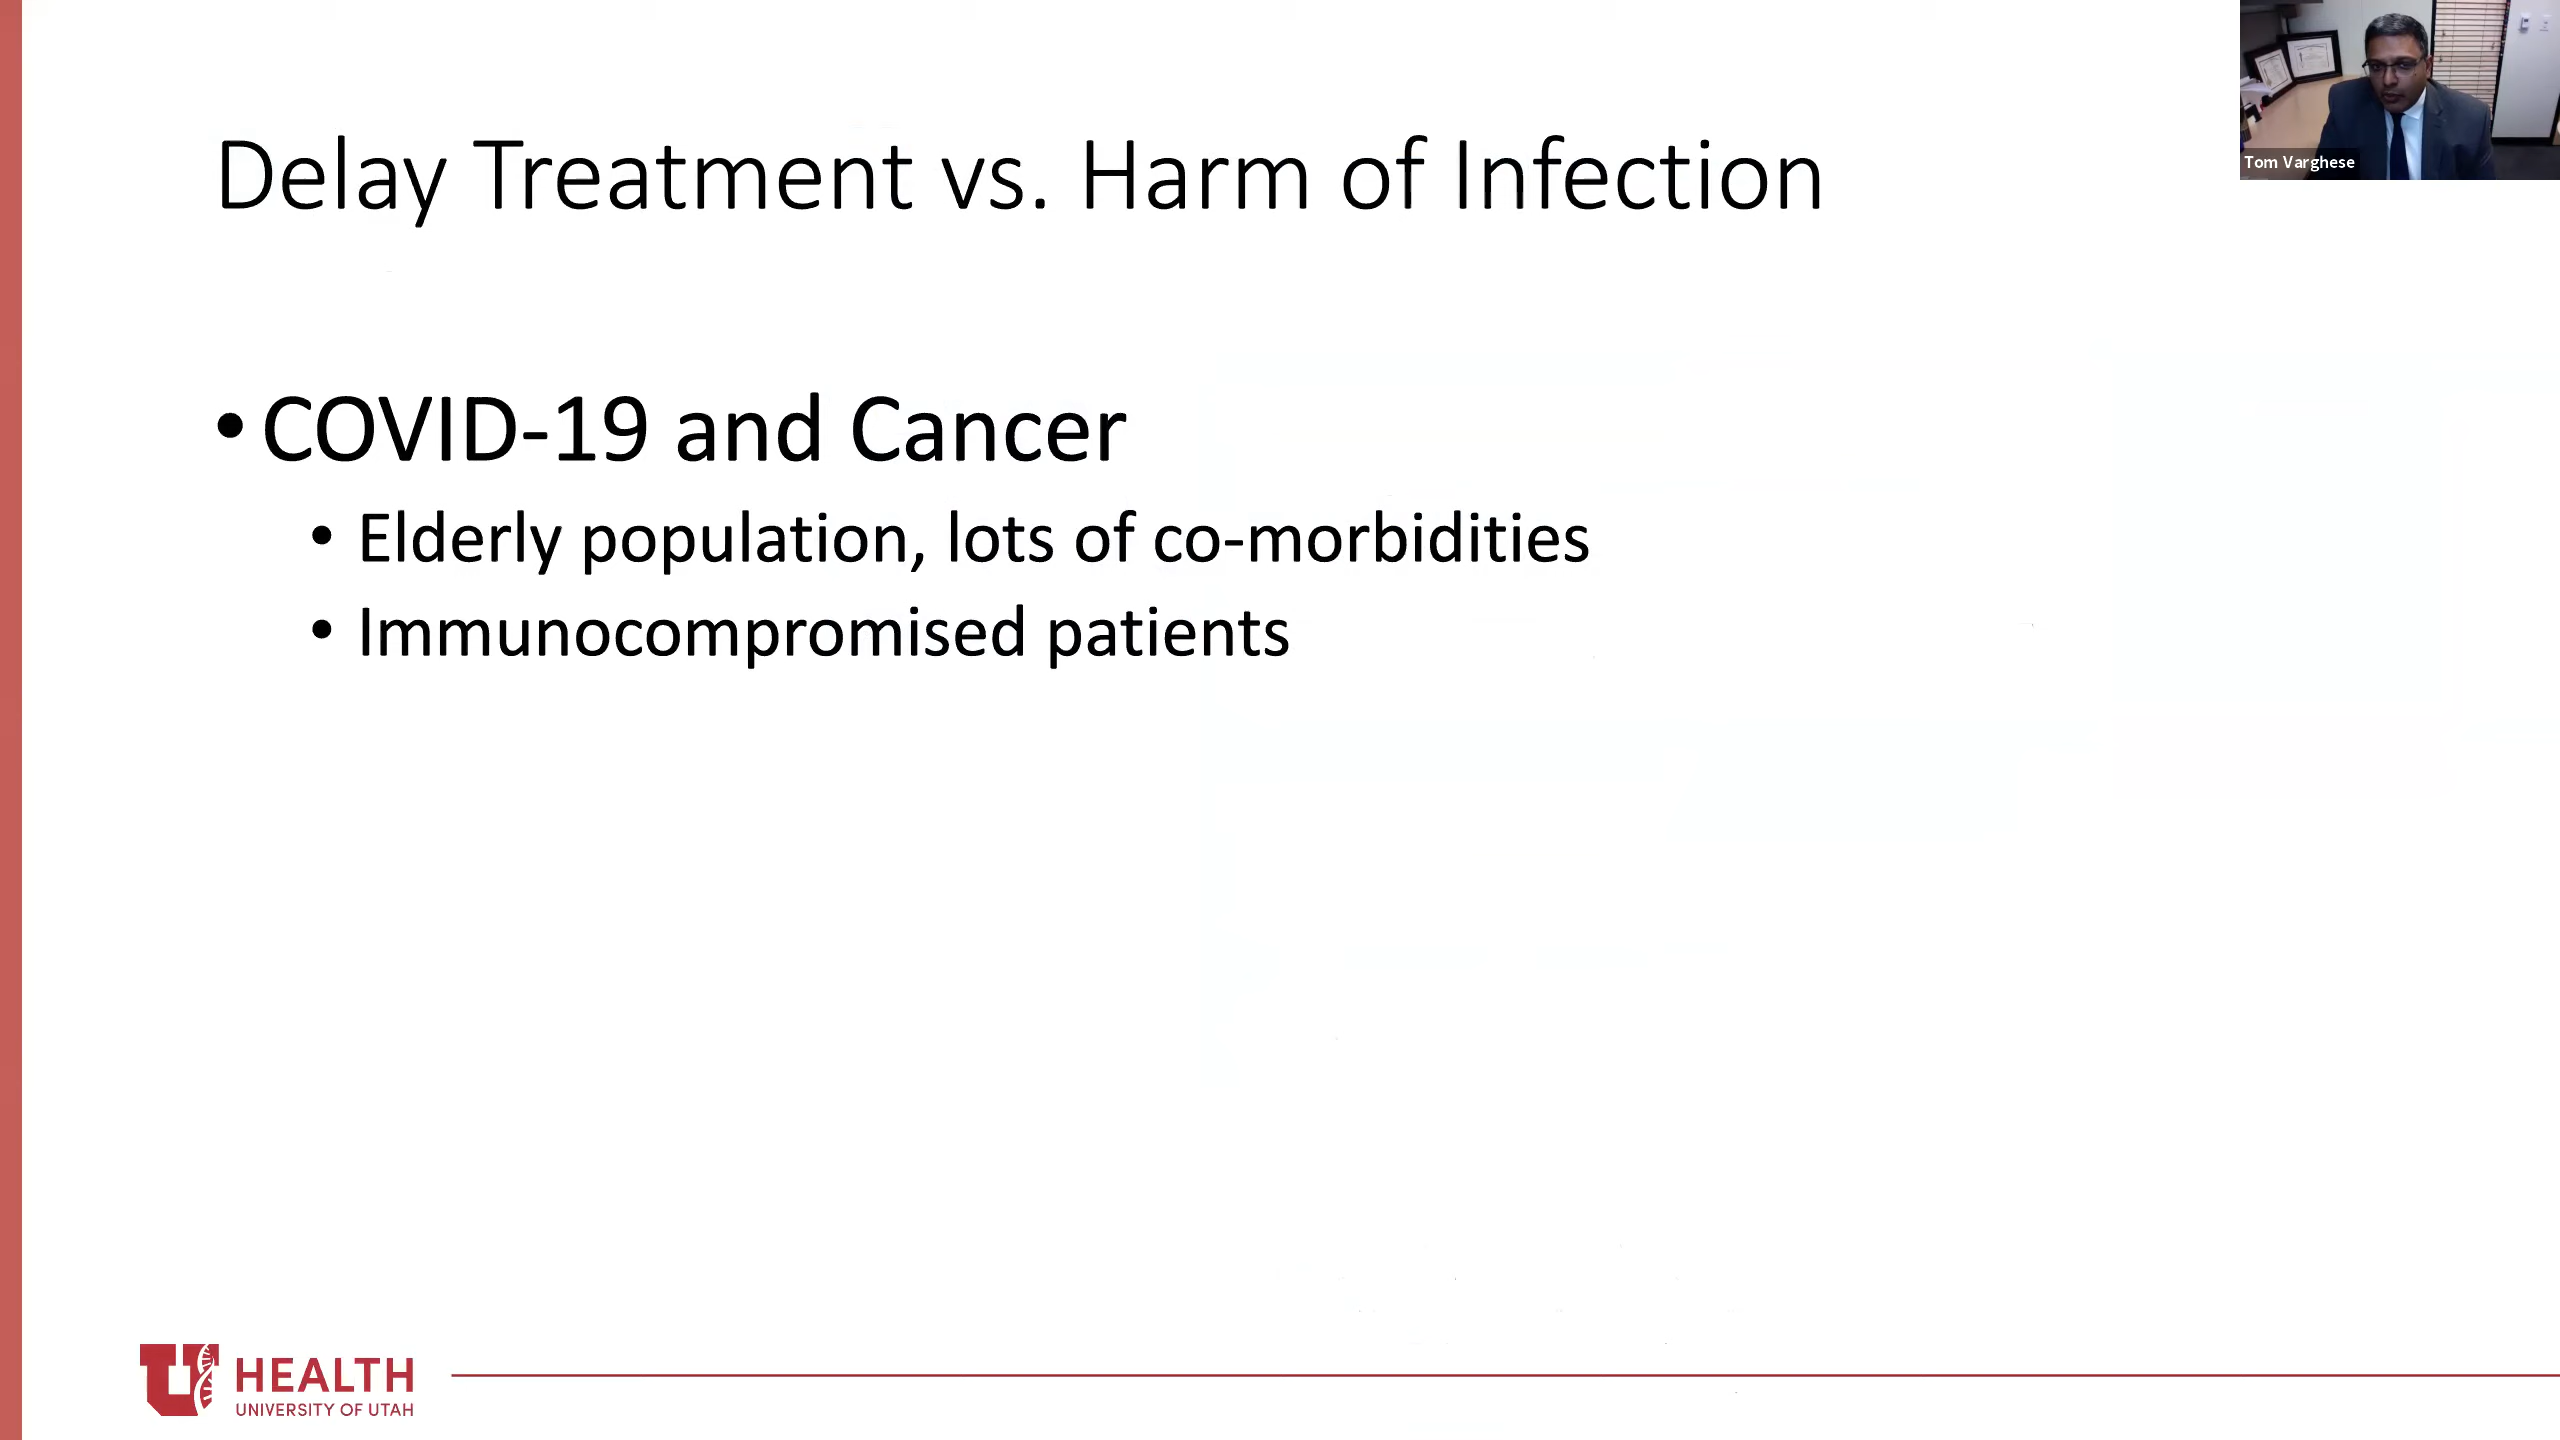 Delay Treatment vs. Harm of Infection
Tom Varghese
• COVID-19 and Cancer
• Elderly population, lots of co-morbidities
• Immunocompromised patients
U HEALTH
UNIVERSITY OF UTAH